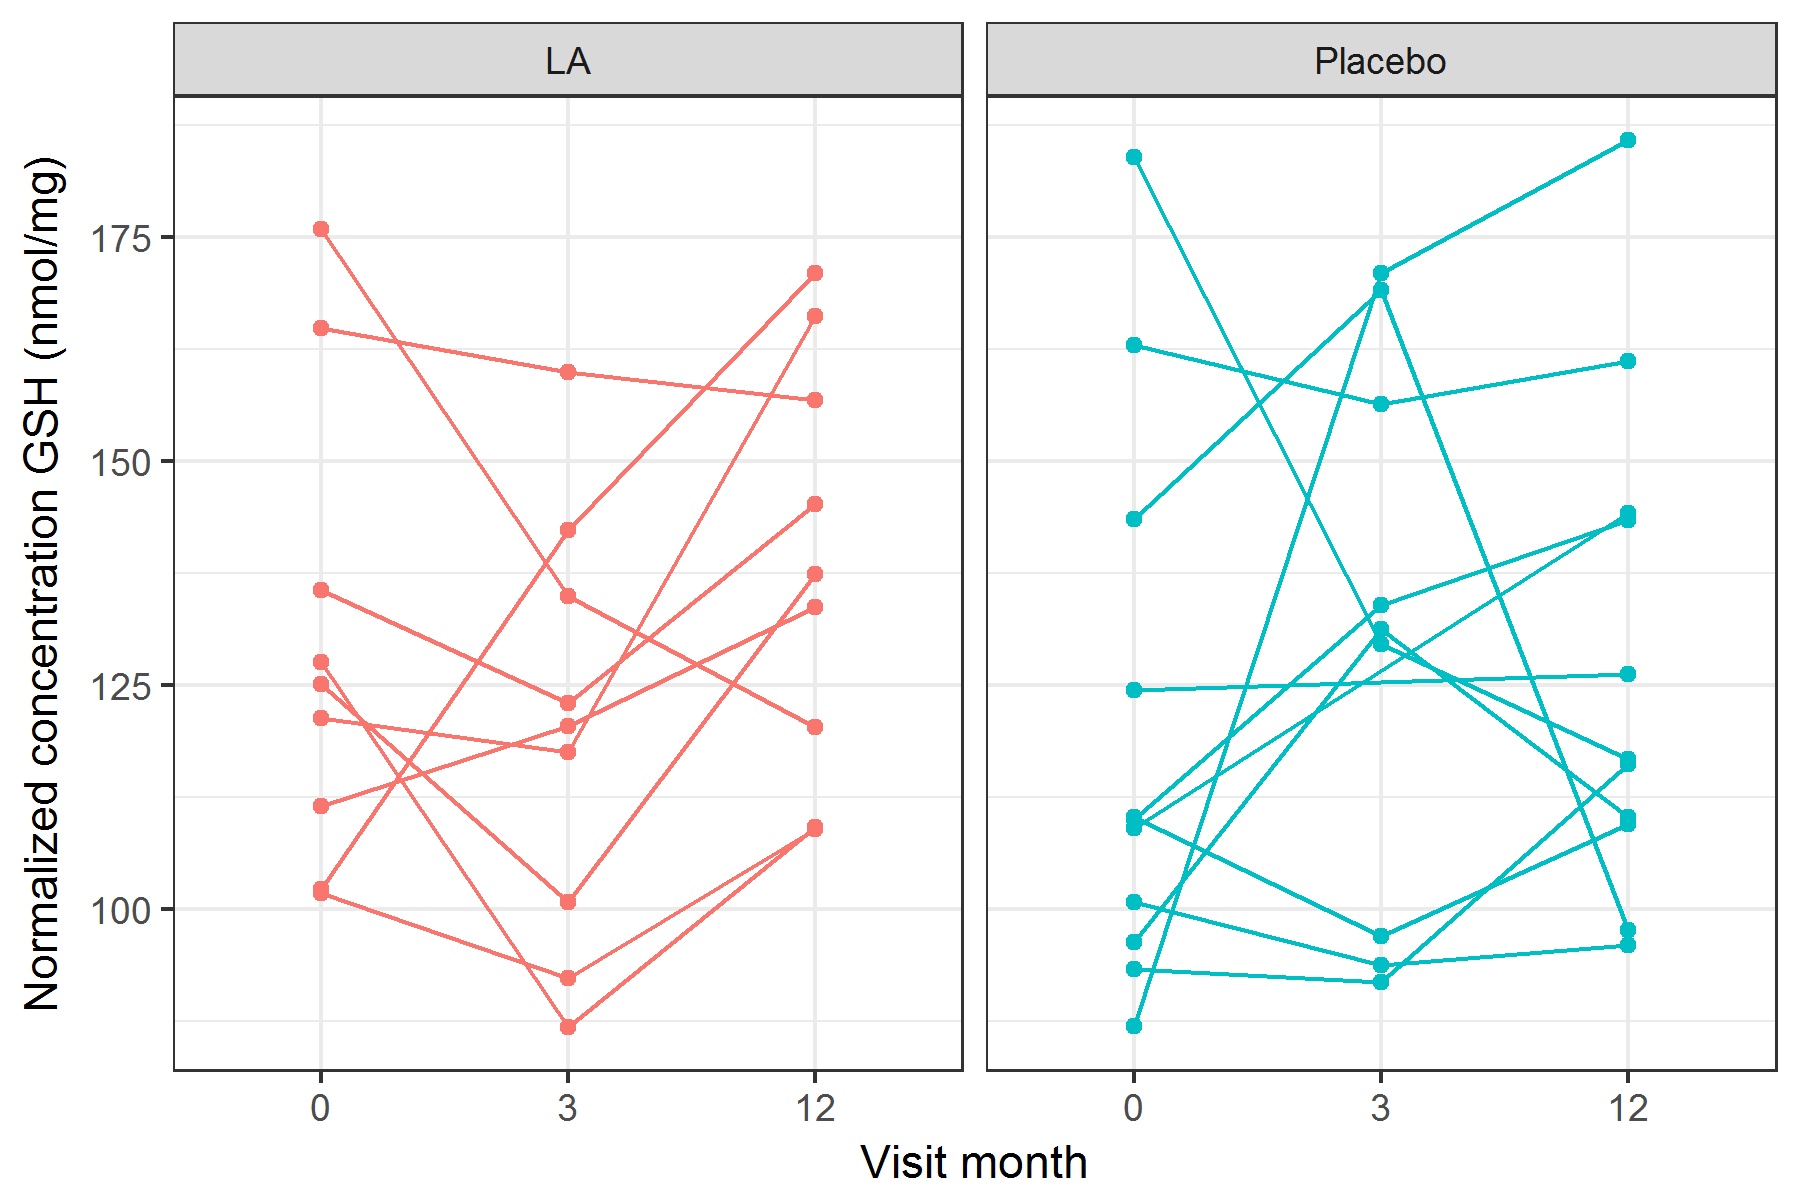 LA
Placebo
Normalized concentration GSH (nmol/mg)
175
150
125
100
0 3 12
0 3 12
Visit month